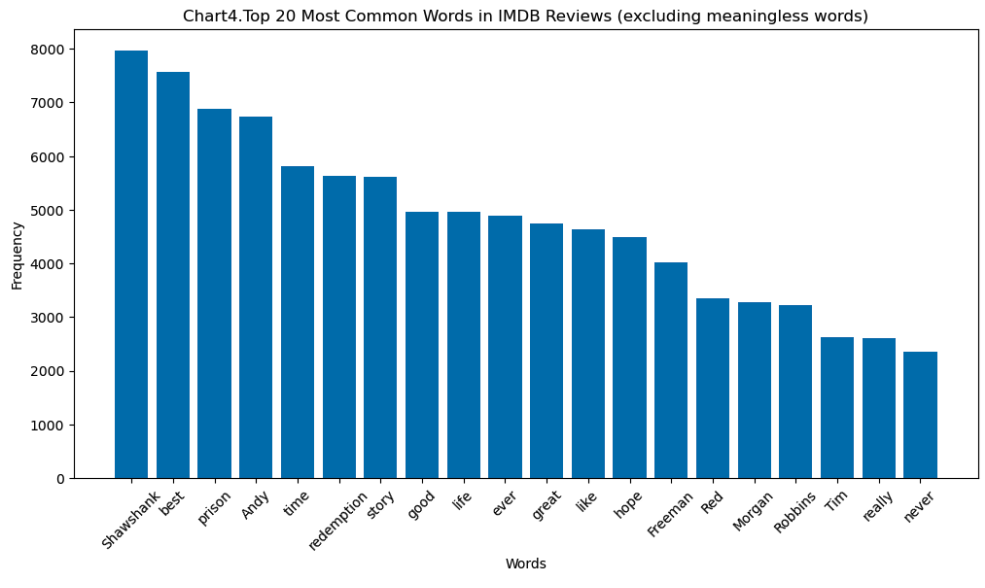 Chart4.Top 20 Most Common Words in IMDB Reviews (excluding meaningless words)
8000
7000
6000
5000
4000
3000
2000
1000
0
Frequency
Shawshank
best
prison
Andy
time
redemption
story
good
life
ever
great
like
hope
Freeman
Red
Morgan
Robbins
Tim
really
never
Words